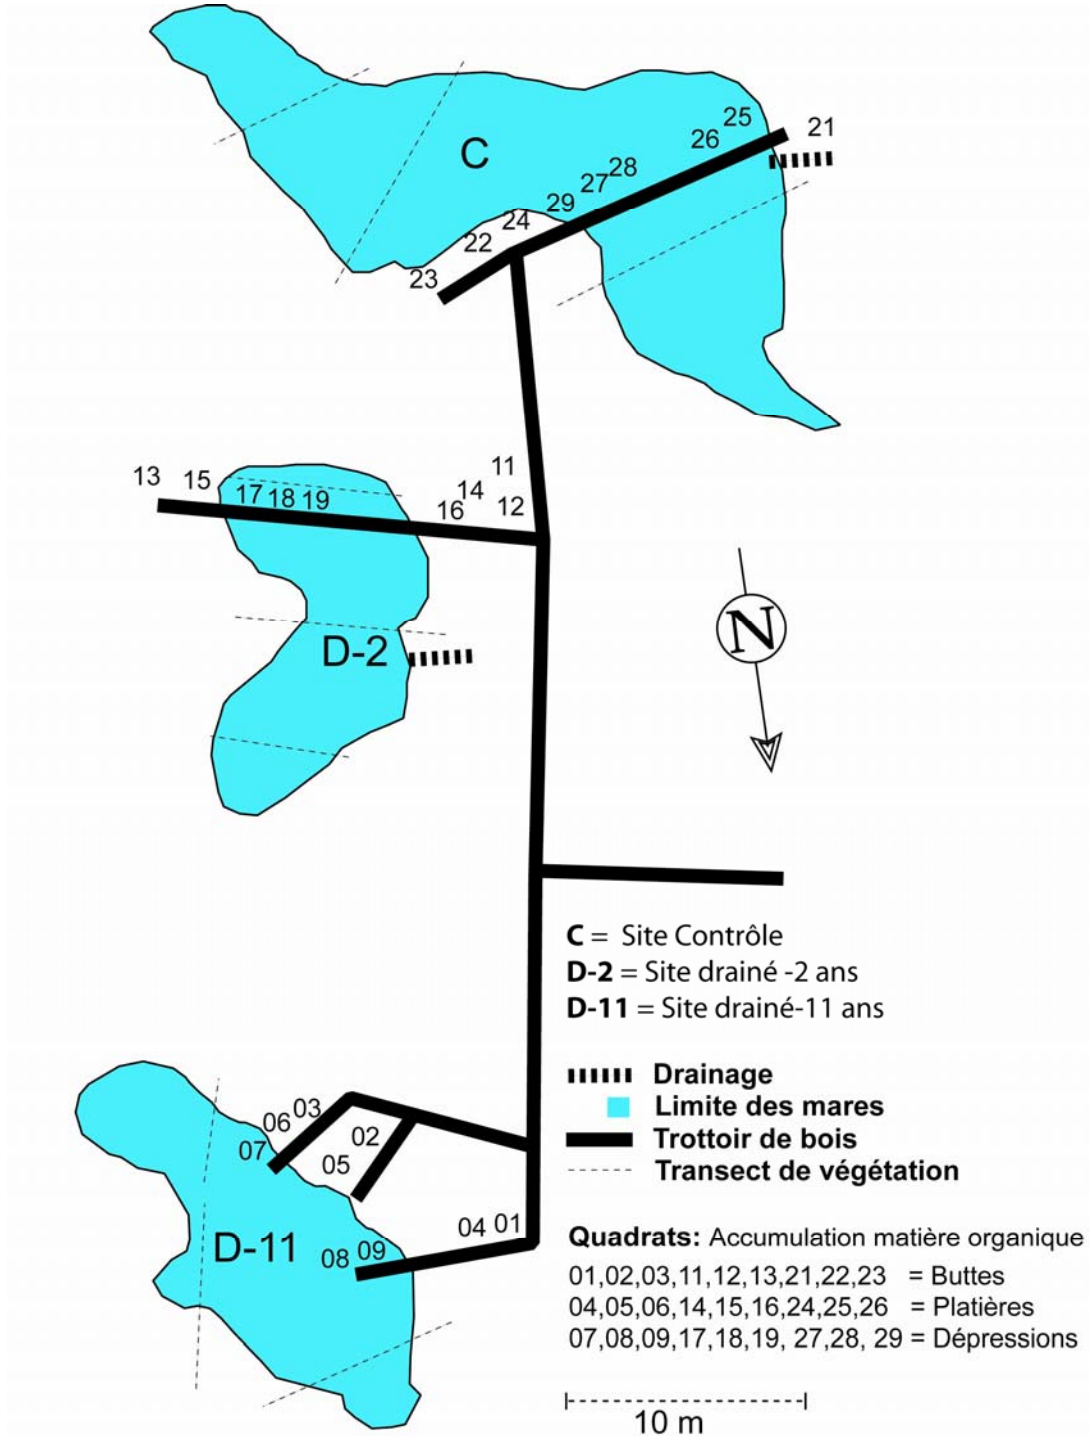 25
21
26
C
28
27
29
24
22
23
11
13
15
14
17 18 19
12
16
N
D-2
C = Site Contrôle
D-2 = Site drainé -2 ans
D-11 = Site drainé-11 ans
Drainage
Limite des mares
Trottoir de bois
Transect de végétation
03
06
02
07
05
01
04
D-11
09
08
Quadrats: Accumulation matière organique
01,02,03,11,12,13,21,22,23 = Buttes
04,05,06,14,15,16,24,25,26 = Platières
07,08,09,17,18,19, 27,28, 29 = Dépressions
10 m